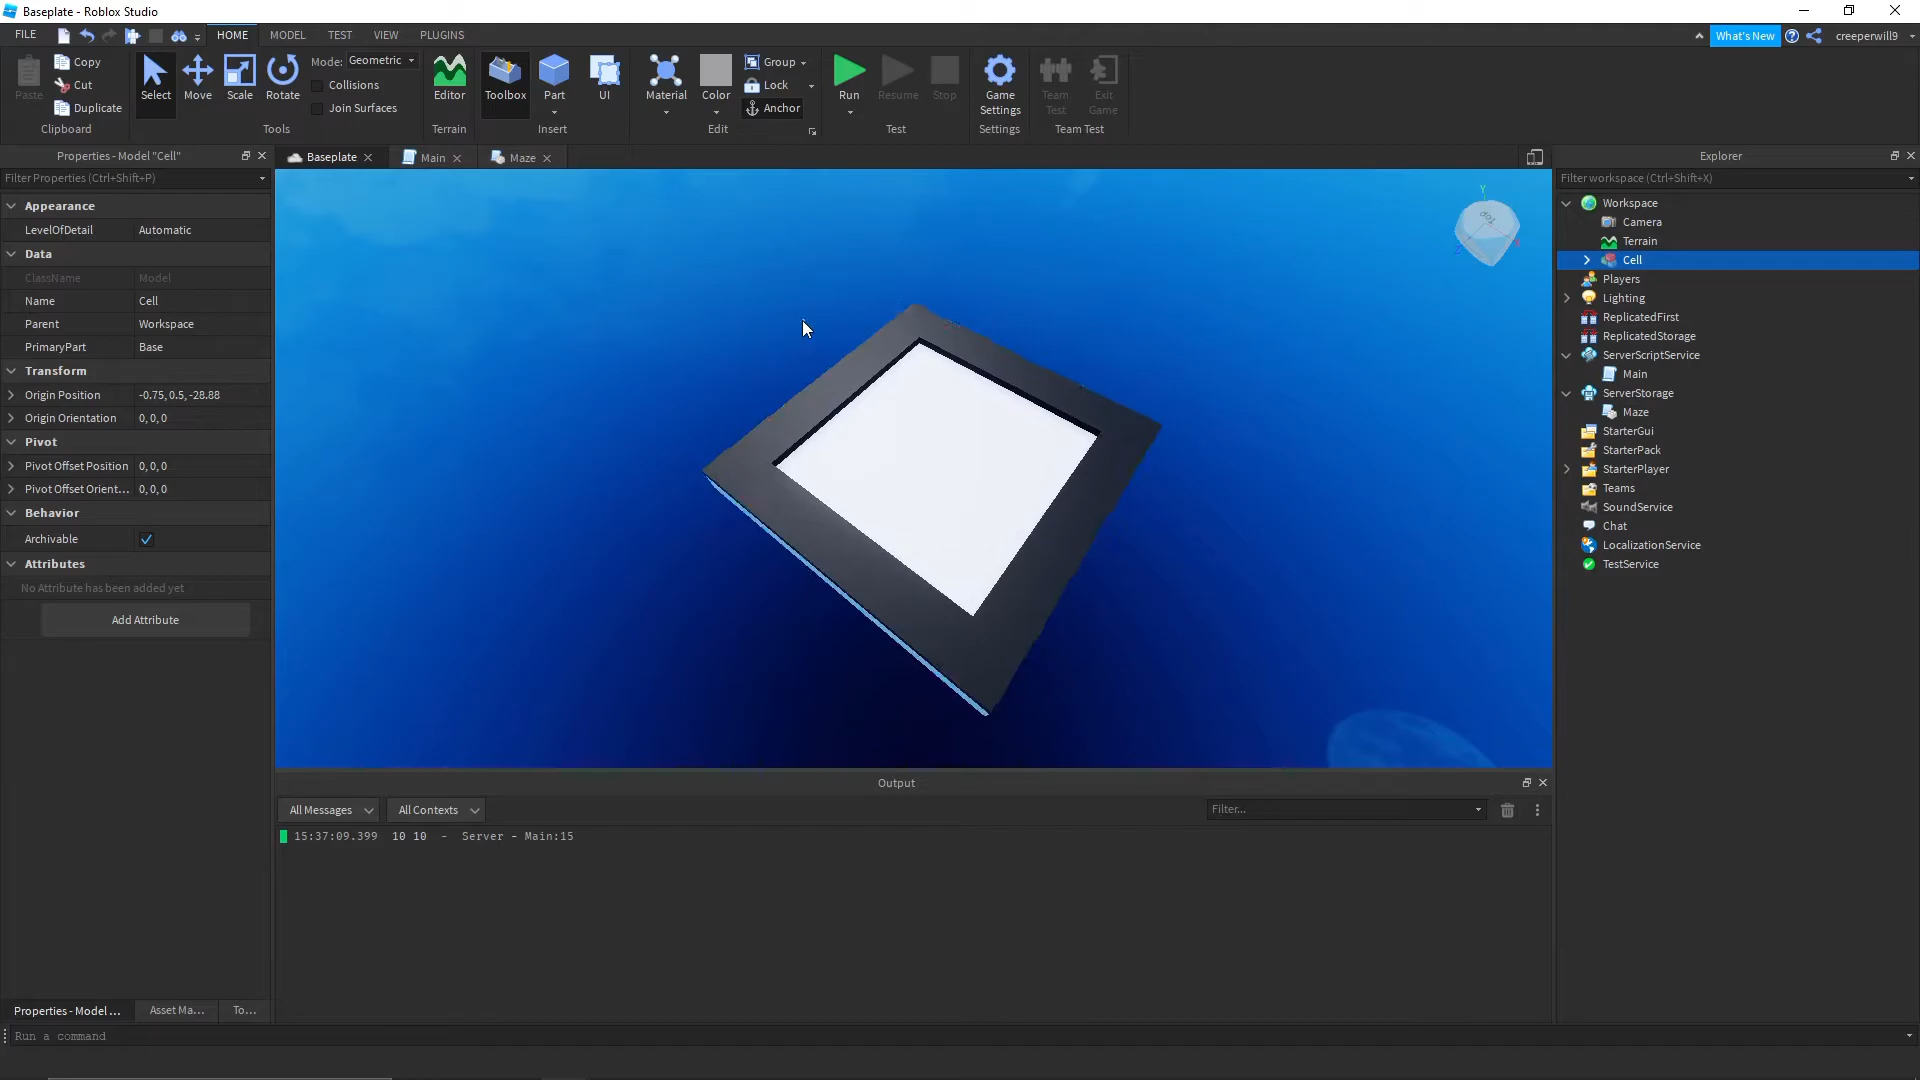 Baseplate - Roblox Studio
FILE HOME MODEL TEST VIEW PLUGINS What's New creeperwill9
Paste Copy Cut Duplicate
Clipboard
Select Move Scale Rotate
Mode: Geometric
Collisions
Join Surfaces
Tools
Editor
Terrain
Toolbox Part UI
Insert
Material Color Group Lock Anchor
Edit
Run Resume Stop
Test
Game Settings
Settings
Team Test Exit Game
Team Test
Properties - Model "Cell"
Filter Properties (Ctrl+Shift+P)
Appearance
LevelOfDetail Automatic
Data
ClassName Model
Name Cell
Parent Workspace
PrimaryPart Base
Transform
Origin Position -0.75, 0.5, -28.88
Origin Orientation 0, 0, 0
Pivot
Pivot Offset Position 0, 0, 0
Pivot Offset Orient... 0, 0, 0
Behavior
Archivable
Attributes
No Attribute has been added yet
Add Attribute
Properties - Model ... Asset Ma... To...
Baseplate Main Maze
Y
Top
Output
All Messages All Contexts Filter...
15:37:09.399 10 10 - Server - Main:15
Explorer
Filter workspace (Ctrl+Shift+X)
Workspace
Camera
Terrain
Cell
Players
Lighting
ReplicatedFirst
ReplicatedStorage
ServerScriptService
Main
ServerStorage
Maze
StarterGui
StarterPack
StarterPlayer
Teams
SoundService
Chat
LocalizationService
TestService
Run a command